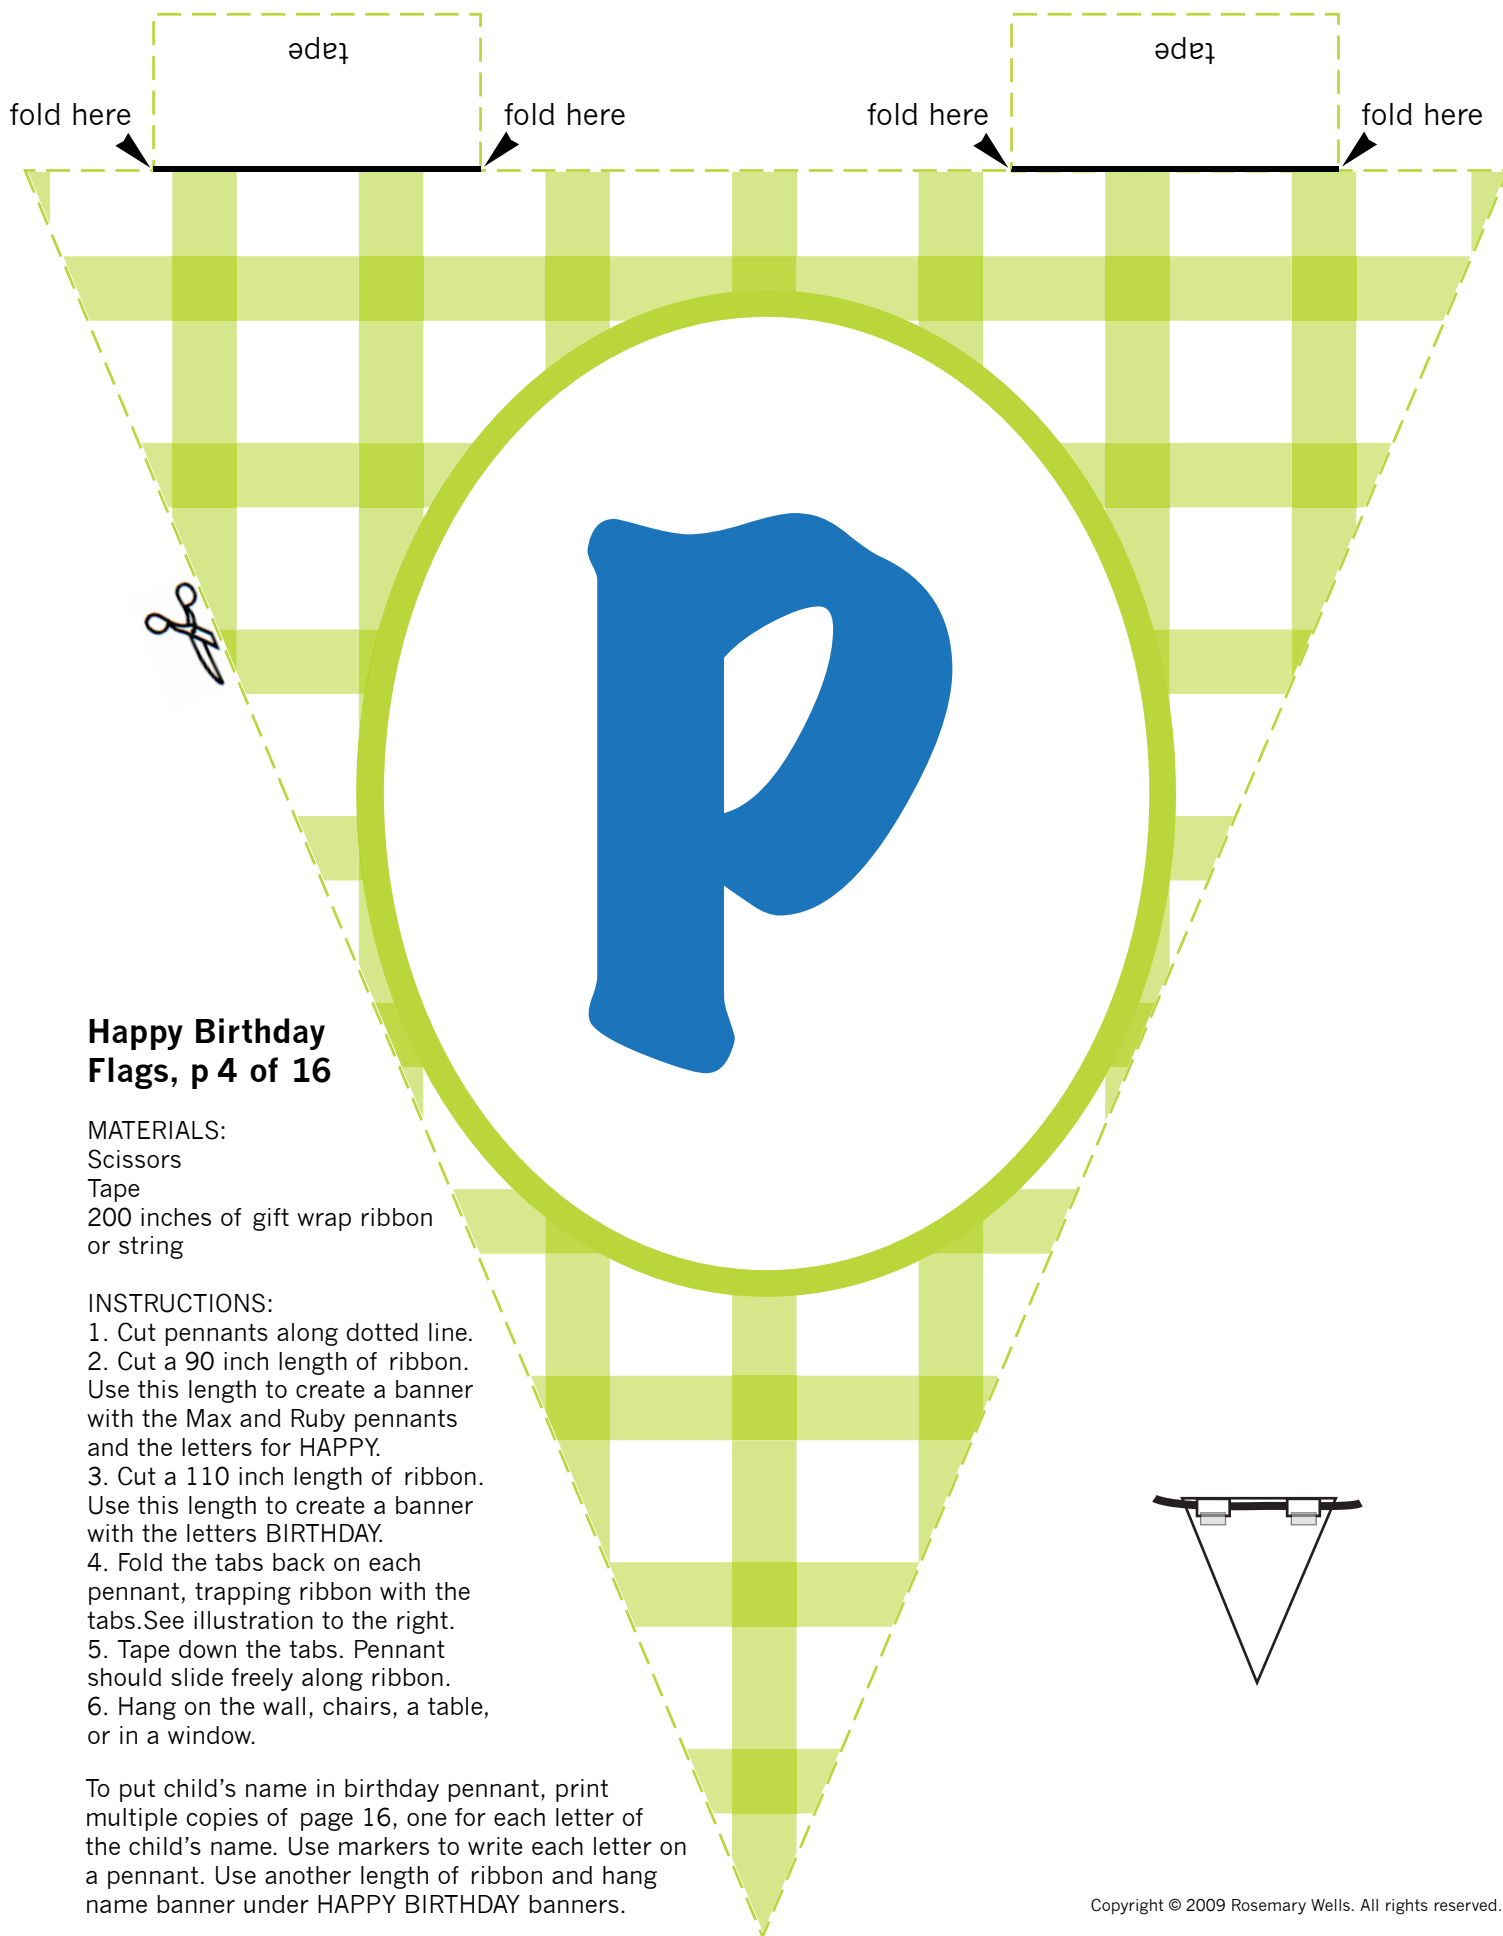 tape
tape
fold here
fold here
fold here
fold here
P
Happy Birthday
Flags, p 4 of 16
MATERIALS:
Scissors
Tape
200 inches of gift wrap ribbon
or string
INSTRUCTIONS:
1. Cut pennants along dotted line.
2. Cut a 90 inch length of ribbon.
Use this length to create a banner
with the Max and Ruby pennants
and the letters for HAPPY.
3. Cut a 110 inch length of ribbon.
Use this length to create a banner
with the letters BIRTHDAY.
4. Fold the tabs back on each
pennant, trapping ribbon with the
tabs.See illustration to the right.
5. Tape down the tabs. Pennant
should slide freely along ribbon.
6. Hang on the wall, chairs, a table,
or in a window.
To put child’s name in birthday pennant, print
multiple copies of page 16, one for each letter of
the child’s name. Use markers to write each letter on
a pennant. Use another length of ribbon and hang
name banner under HAPPY BIRTHDAY banners.
Copyright © 2009 Rosemary Wells. All rights reserved.